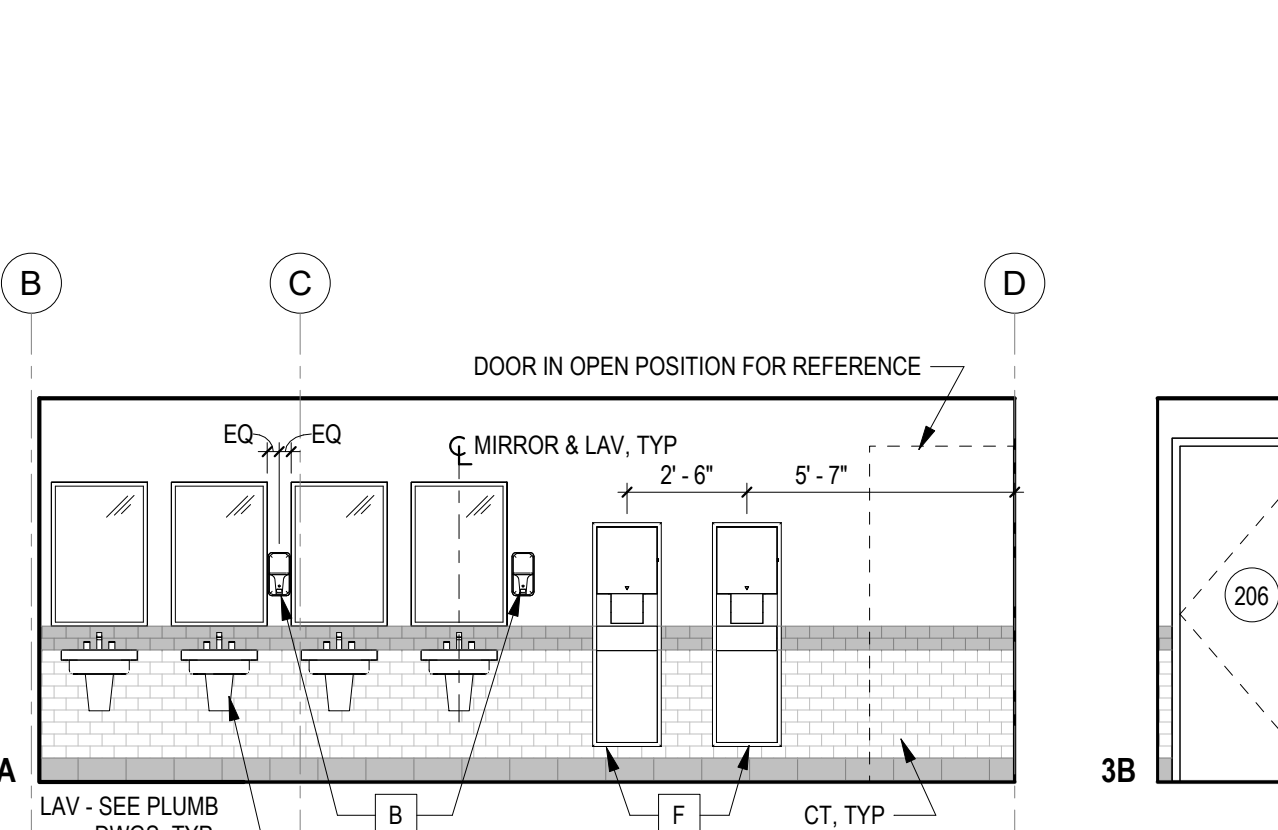 B
C
D
DOOR IN OPEN POSITION FOR REFERENCE
EQ EQ
℄ MIRROR & LAV, TYP
2' - 6" 5' - 7"
206
A
3B
LAV - SEE PLUMB
DWGS, TYP
B
F
CT, TYP